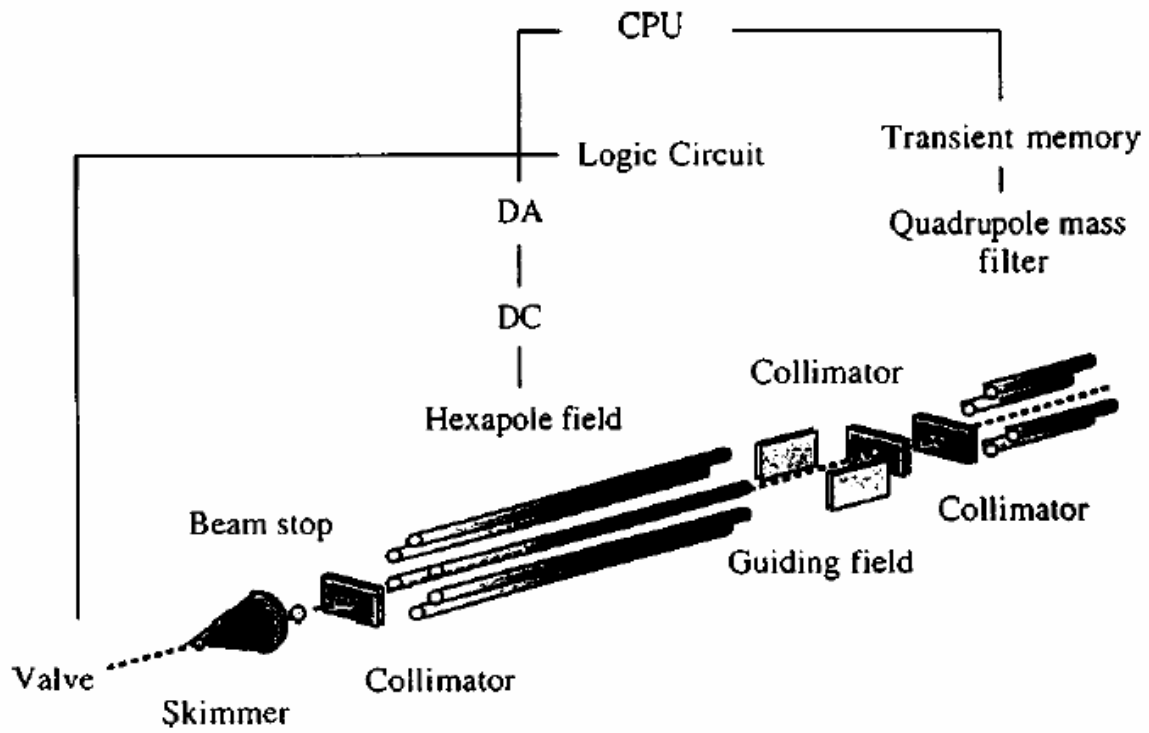 CPU
Transient memory
Logic Circuit
DA
Quadrupole mass
filter
DC
Collimator
Hexapole field
Beam stop
Collimator
Guiding field
Valve
Collimator
Skimmer